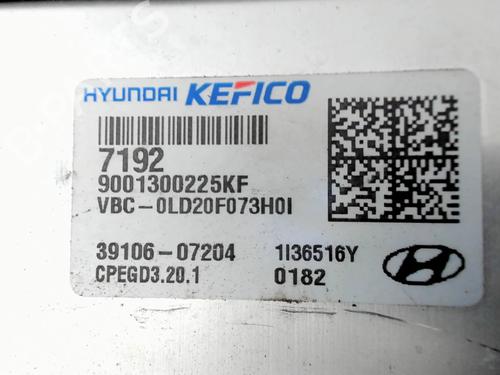 HYUNDAI KEFICO
7192
9001300225KF
VBC-0LD20F073H0I
39106-07204 1I36516Y
CPEGD3.20.1 0182